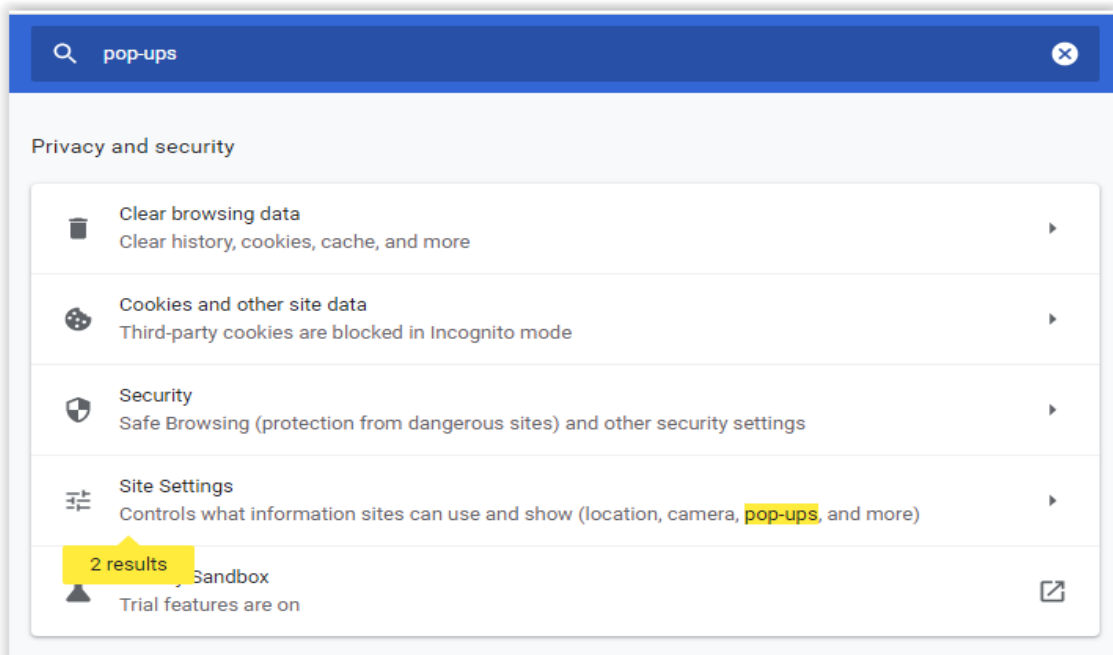 pop-ups
Privacy and security
Clear browsing data
Clear history, cookies, cache, and more
Cookies and other site data
Third-party cookies are blocked in Incognito mode
Security
Safe Browsing (protection from dangerous sites) and other security settings
Site Settings
Controls what information sites can use and show (location, camera, pop-ups, and more)
2 results
Sandbox
Trial features are on